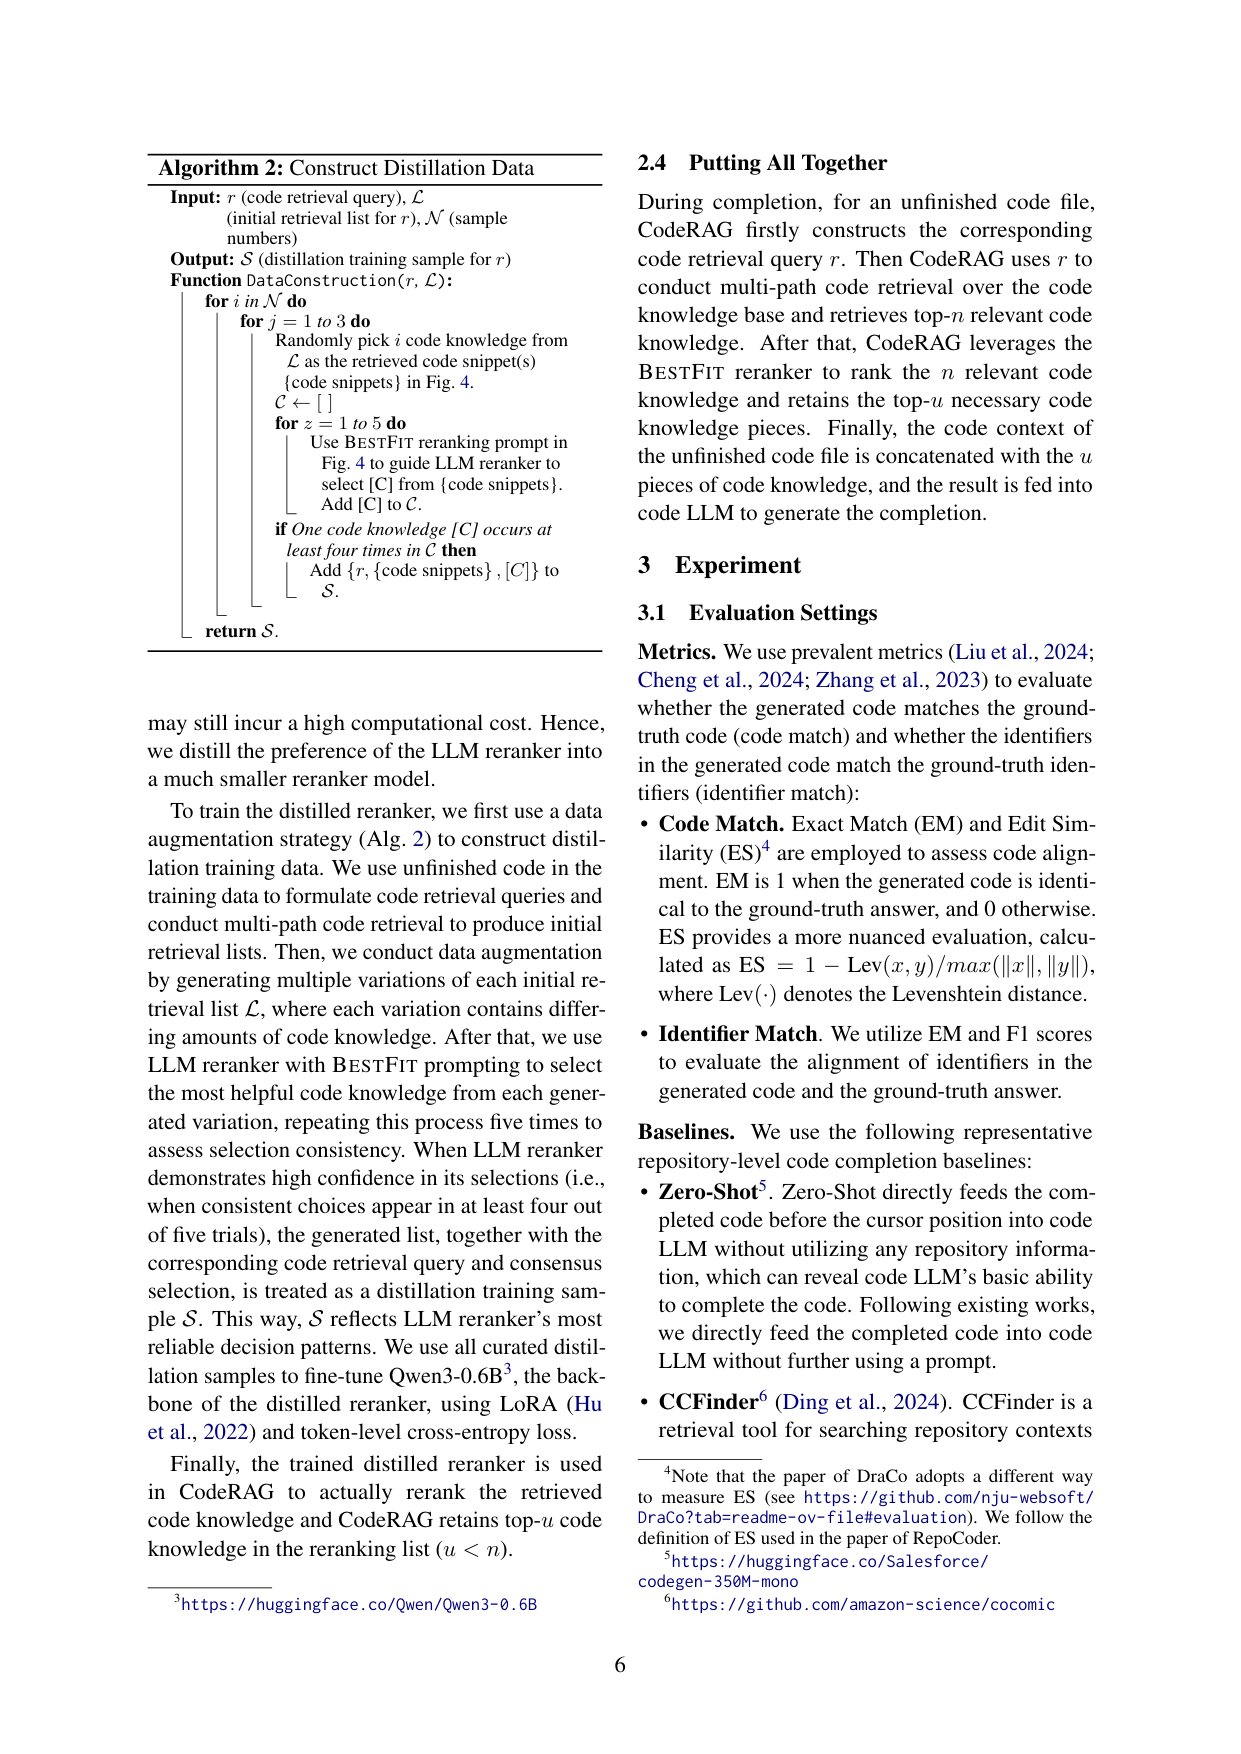 Algorithm 2: Construct Distillation Data
Input: r (code retrieval query), ℒ
(initial retrieval list for r), 𝒩 (sample
numbers)
Output: 𝒮 (distillation training sample for r)
Function DataConstruction(r, ℒ):
for i in 𝒩 do
for j = 1 to 3 do
Randomly pick i code knowledge from
ℒ as the retrieved code snippet(s)
{code snippets} in Fig. 4.
𝒞 ← [ ]
for z = 1 to 5 do
Use BESTFIT reranking prompt in
Fig. 4 to guide LLM reranker to
select [C] from {code snippets}.
Add [C] to 𝒞.
if One code knowledge [C] occurs at
least four times in 𝒞 then
Add {r, {code snippets} , [C]} to
𝒮.
return 𝒮.
may still incur a high computational cost. Hence,
we distill the preference of the LLM reranker into
a much smaller reranker model.
To train the distilled reranker, we first use a data
augmentation strategy (Alg. 2) to construct distil-
lation training data. We use unfinished code in the
training data to formulate code retrieval queries and
conduct multi-path code retrieval to produce initial
retrieval lists. Then, we conduct data augmentation
by generating multiple variations of each initial re-
trieval list ℒ, where each variation contains differ-
ing amounts of code knowledge. After that, we use
LLM reranker with BESTFIT prompting to select
the most helpful code knowledge from each gener-
ated variation, repeating this process five times to
assess selection consistency. When LLM reranker
demonstrates high confidence in its selections (i.e.,
when consistent choices appear in at least four out
of five trials), the generated list, together with the
corresponding code retrieval query and consensus
selection, is treated as a distillation training sam-
ple 𝒮. This way, 𝒮 reflects LLM reranker's most
reliable decision patterns. We use all curated distil-
lation samples to fine-tune Qwen3-0.6B3, the back-
bone of the distilled reranker, using LoRA (Hu
et al., 2022) and token-level cross-entropy loss.
Finally, the trained distilled reranker is used
in CodeRAG to actually rerank the retrieved
code knowledge and CodeRAG retains top-u code
knowledge in the reranking list (u < n).
3https://huggingface.co/Qwen/Qwen3-0.6B
2.4 Putting All Together
During completion, for an unfinished code file,
CodeRAG firstly constructs the corresponding
code retrieval query r. Then CodeRAG uses r to
conduct multi-path code retrieval over the code
knowledge base and retrieves top-n relevant code
knowledge. After that, CodeRAG leverages the
BESTFIT reranker to rank the n relevant code
knowledge and retains the top-u necessary code
knowledge pieces. Finally, the code context of
the unfinished code file is concatenated with the u
pieces of code knowledge, and the result is fed into
code LLM to generate the completion.
3 Experiment
3.1 Evaluation Settings
Metrics. We use prevalent metrics (Liu et al., 2024;
Cheng et al., 2024; Zhang et al., 2023) to evaluate
whether the generated code matches the ground-
truth code (code match) and whether the identifiers
in the generated code match the ground-truth iden-
tifiers (identifier match):
• Code Match. Exact Match (EM) and Edit Sim-
ilarity (ES)4 are employed to assess code align-
ment. EM is 1 when the generated code is identi-
cal to the ground-truth answer, and 0 otherwise.
ES provides a more nuanced evaluation, calcu-
lated as ES = 1 − Lev(x, y)/max(∥x∥, ∥y∥),
where Lev(·) denotes the Levenshtein distance.
• Identifier Match. We utilize EM and F1 scores
to evaluate the alignment of identifiers in the
generated code and the ground-truth answer.
Baselines. We use the following representative
repository-level code completion baselines:
• Zero-Shot5. Zero-Shot directly feeds the com-
pleted code before the cursor position into code
LLM without utilizing any repository informa-
tion, which can reveal code LLM's basic ability
to complete the code. Following existing works,
we directly feed the completed code into code
LLM without further using a prompt.
• CCFinder6 (Ding et al., 2024). CCFinder is a
retrieval tool for searching repository contexts
4Note that the paper of DraCo adopts a different way
to measure ES (see https://github.com/nju-websoft/
DraCo?tab=readme-ov-file#evaluation). We follow the
definition of ES used in the paper of RepoCoder.
5https://huggingface.co/Salesforce/
codegen-350M-mono
6https://github.com/amazon-science/cocomic
6